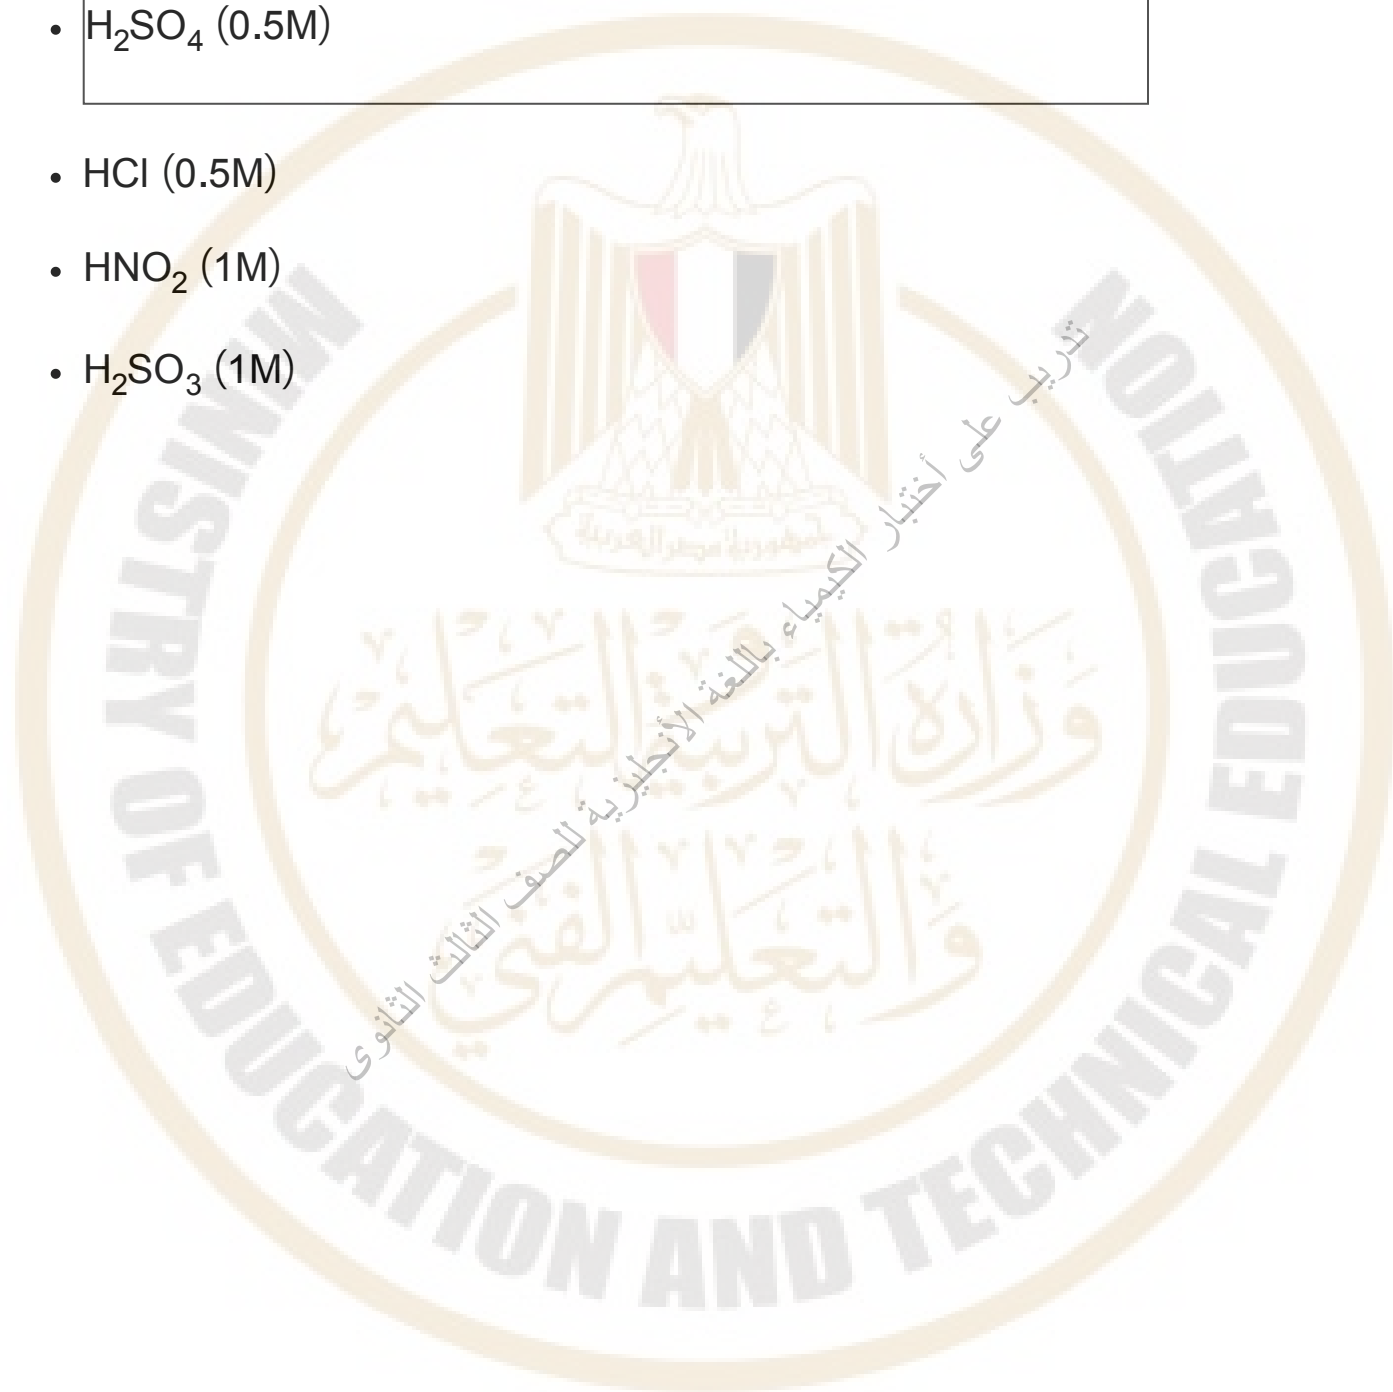 • H₂SO₄ (0.5M)
• HCl (0.5M)
• HNO₂ (1M)
• H₂SO₃ (1M)
تدريب على أختبار الكيمياء باللغة الأنجليزية للصف الثالث الثانوى
جمهورية مصر العربية
وزارة التربية والتعليم
والتعليم الفني
MINISTRY OF EDUCATION AND TECHNICAL EDUCATION